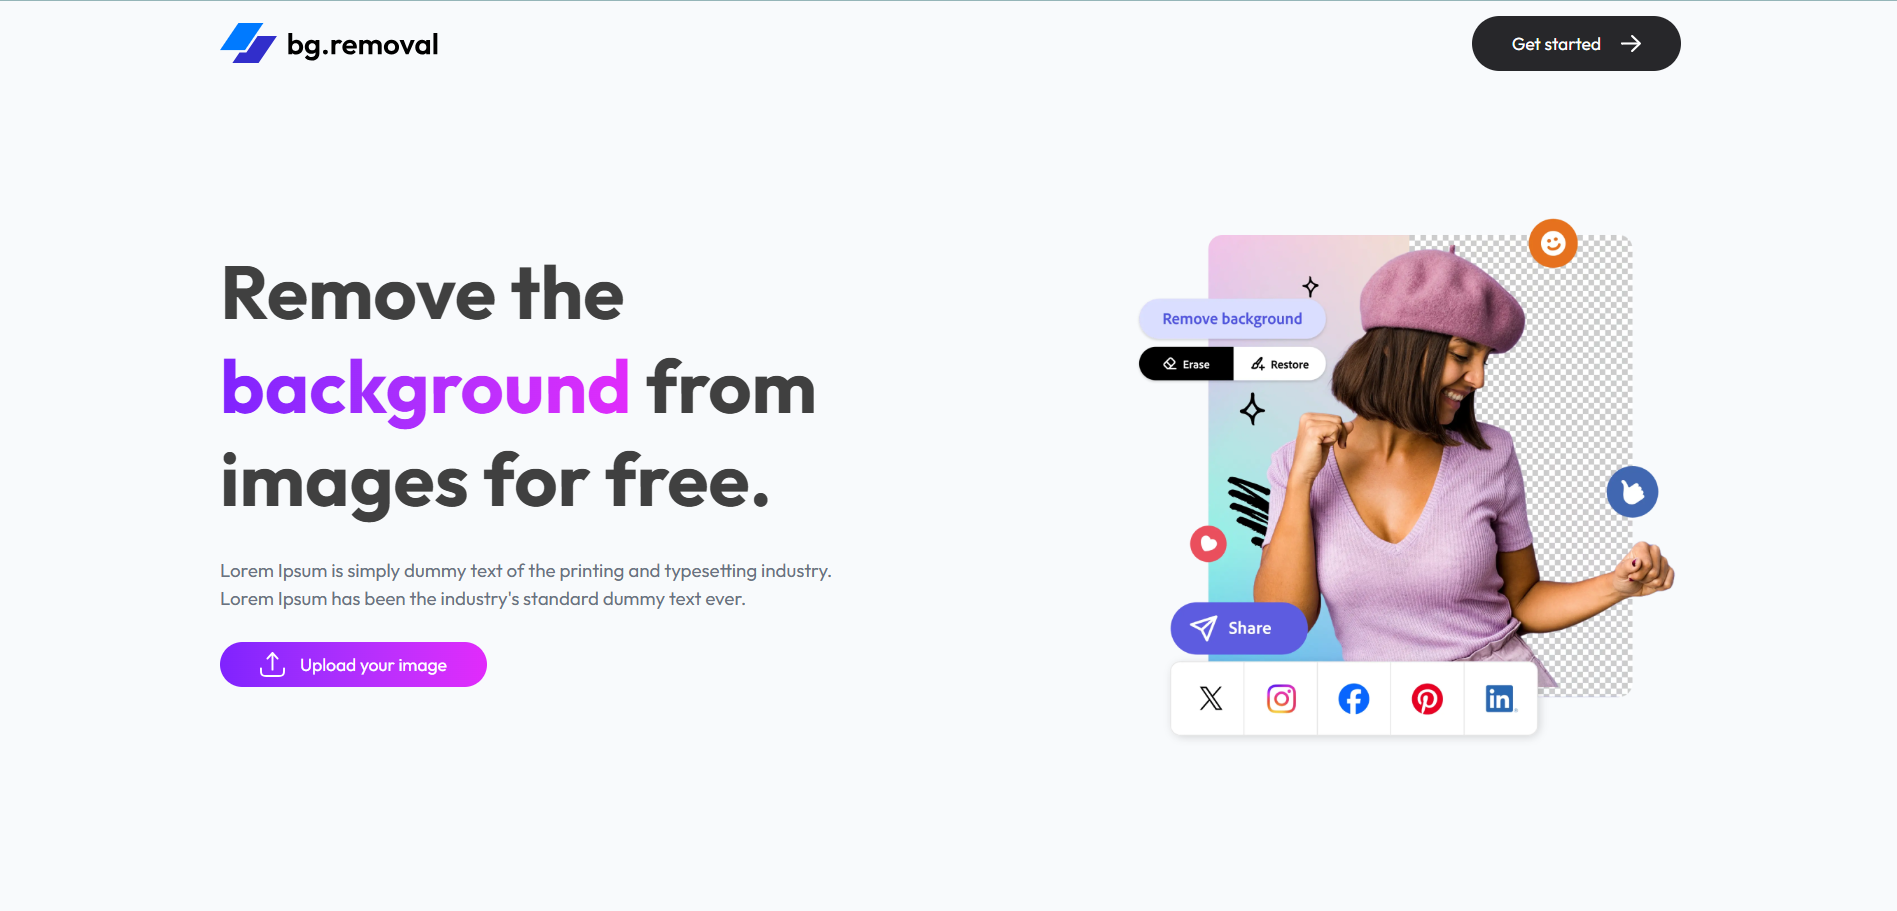 bg.removal
Get started
Remove the
background from
images for free.
Lorem Ipsum is simply dummy text of the printing and typesetting industry.
Lorem Ipsum has been the industry's standard dummy text ever.
Upload your image
Remove background
Erase
Restore
Share